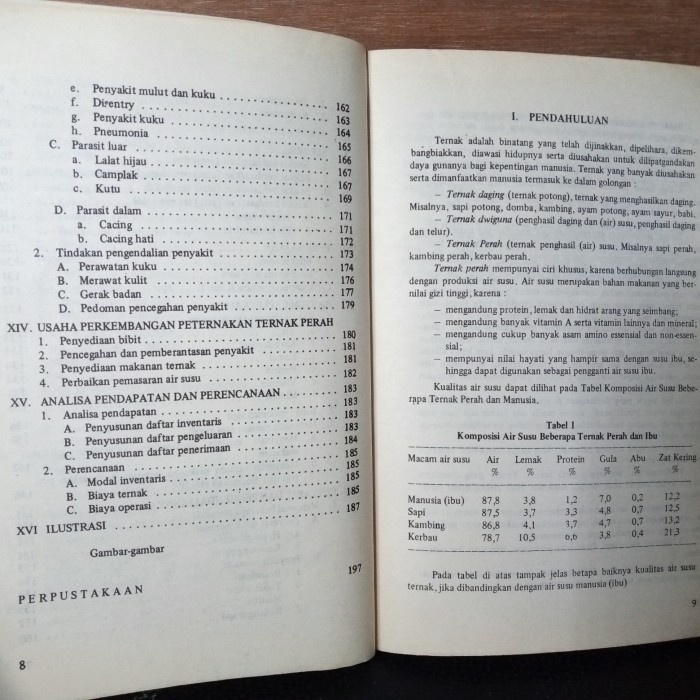 e. Penyakit mulut dan kuku . . . . . . . . . . . . . . . . . 162
f. Direntry . . . . . . . . . . . . . . . . . . . . . . . . . . . . 163
g. Penyakit kuku . . . . . . . . . . . . . . . . . . . . . . . 164
h. Pneumonia . . . . . . . . . . . . . . . . . . . . . . . . . 165
C. Parasit luar . . . . . . . . . . . . . . . . . . . . . . . . . . 166
a. Lalat hijau . . . . . . . . . . . . . . . . . . . . . . . . . . 167
b. Camplak . . . . . . . . . . . . . . . . . . . . . . . . . . . 167
c. Kutu . . . . . . . . . . . . . . . . . . . . . . . . . . . . . . 169
D. Parasit dalam . . . . . . . . . . . . . . . . . . . . . . . . 171
a. Cacing . . . . . . . . . . . . . . . . . . . . . . . . . . . . 171
b. Cacing hati . . . . . . . . . . . . . . . . . . . . . . . . . 172
2. Tindakan pengendalian penyakit . . . . . . . . . . . . . 173
A. Perawatan kuku . . . . . . . . . . . . . . . . . . . . . . 174
B. Merawat kulit . . . . . . . . . . . . . . . . . . . . . . . . 176
C. Gerak badan . . . . . . . . . . . . . . . . . . . . . . . . 177
D. Pedoman pencegahan penyakit . . . . . . . . . . . . . 179
XIV. USAHA PERKEMBANGAN PETERNAKAN TERNAK PERAH
1. Penyediaan bibit . . . . . . . . . . . . . . . . . . . . . . . 180
2. Pencegahan dan pemberantasan penyakit . . . . . . . . 181
3. Penyediaan makanan ternak . . . . . . . . . . . . . . . . 181
4. Perbaikan pemasaran air susu . . . . . . . . . . . . . . . 182
XV. ANALISA PENDAPATAN DAN PERENCANAAN . . . . . . . 183
1. Analisa pendapatan . . . . . . . . . . . . . . . . . . . . . 183
A. Penyusunan daftar inventaris . . . . . . . . . . . . . . 183
B. Penyusunan daftar pengeluaran . . . . . . . . . . . . . 183
C. Penyusunan daftar penerimaan . . . . . . . . . . . . . 184
2. Perencanaan . . . . . . . . . . . . . . . . . . . . . . . . . . 185
A. Modal inventaris . . . . . . . . . . . . . . . . . . . . . . 185
B. Biaya ternak . . . . . . . . . . . . . . . . . . . . . . . . . 185
C. Biaya operasi . . . . . . . . . . . . . . . . . . . . . . . . 185
XVI ILUSTRASI . . . . . . . . . . . . . . . . . . . . . . . . . . . . 187
Gambar-gambar
PERPUSTAKAAN 197
8
I. PENDAHULUAN
Ternak adalah binatang yang telah dijinakkan, dipelihara, dikem-
bangbiakkan, diawasi hidupnya serta diusahakan untuk dilipatgandakan
daya gunanya bagi kepentingan manusia. Ternak yang banyak diusahakan
serta dimanfaatkan manusia termasuk ke dalam golongan :
– Ternak daging (ternak potong), ternak yang menghasilkan daging.
Misalnya, sapi potong, domba, kambing, ayam potong, ayam sayur, babi.
– Ternak dwiguna (penghasil daging dan (air) susu, penghasil daging
dan telur).
– Ternak Perah (ternak penghasil (air) susu. Misalnya sapi perah,
kambing perah, kerbau perah.
Ternak perah mempunyai ciri khusus, karena berhubungan langsung
dengan produksi air susu. Air susu merupakan bahan makanan yang ber-
nilai gizi tinggi, karena :
– mengandung protein, lemak dan hidrat arang yang seimbang;
– mengandung banyak vitamin A serta vitamin lainnya dan mineral;
– mengandung cukup banyak asam amino essensial dan non-essen-
sial;
– mempunyai nilai hayati yang hampir sama dengan susu ibu, se-
hingga dapat digunakan sebagai pengganti air susu ibu.
Kualitas air susu dapat dilihat pada Tabel Komposisi Air Susu Bebe-
rapa Ternak Perah dan Manusia.
Tabel 1
Komposisi Air Susu Beberapa Ternak Perah dan Ibu
Macam air susu Air Lemak Protein Gula Abu Zat Kering
% % % % % %
Manusia (ibu) 87,8 3,8 1,2 7,0 0,2 12,2
Sapi 87,5 3,7 3,3 4,8 0,7 12,5
Kambing 86,8 4,1 3,7 4,7 0,7 13,2
Kerbau 78,7 10,5 6,6 3,8 0,4 21,3
Pada tabel di atas tampak jelas betapa baiknya kualitas air susu
ternak, jika dibandingkan dengan air susu manusia (ibu)
9